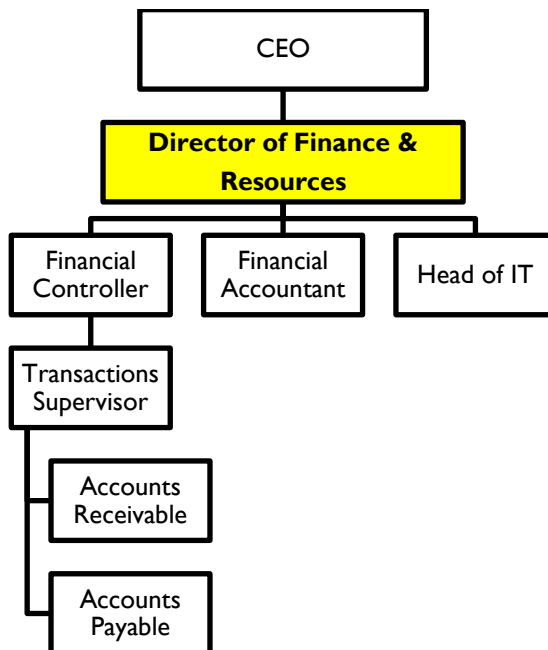 CEO
Director of Finance &
Resources
Financial
Controller
Financial
Accountant
Head of IT
Transactions
Supervisor
Accounts
Receivable
Accounts
Payable